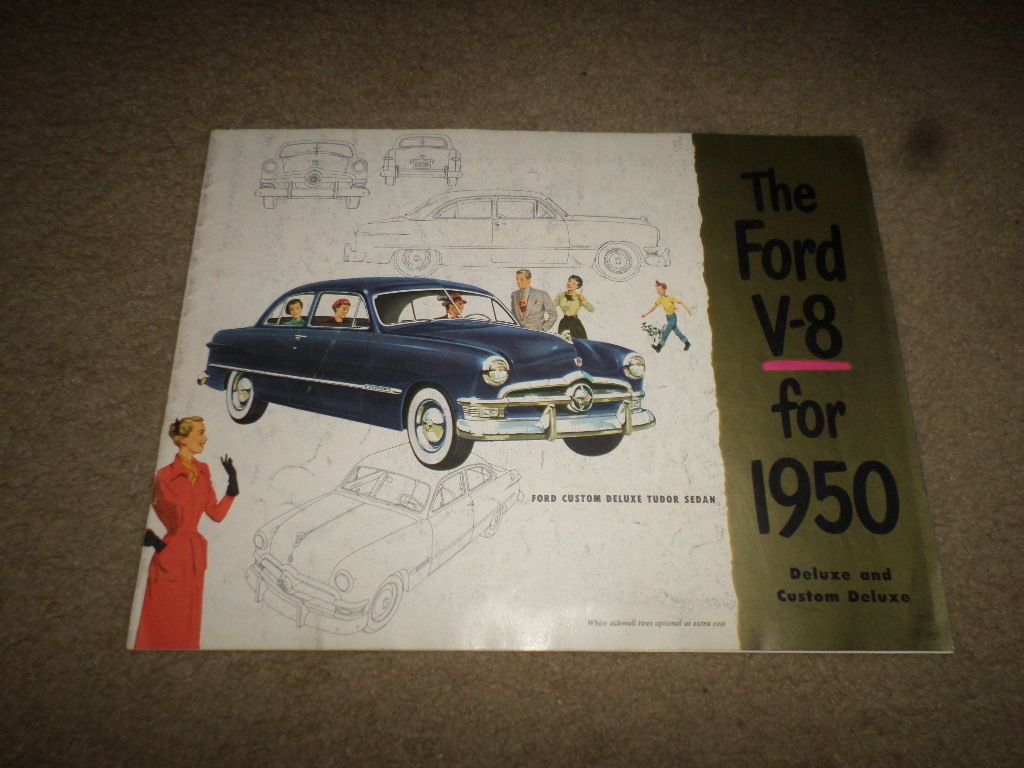 The
Ford
V-8
for
1950
Deluxe and
Custom Deluxe
FORD CUSTOM DELUXE TUDOR SEDAN
White sidewall tires optional at extra cost